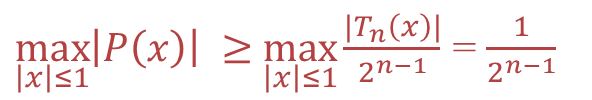 max|P(x)| ≥ max |Tₙ(x)|/2ⁿ⁻¹ = 1/2ⁿ⁻¹
|x|≤1 |x|≤1